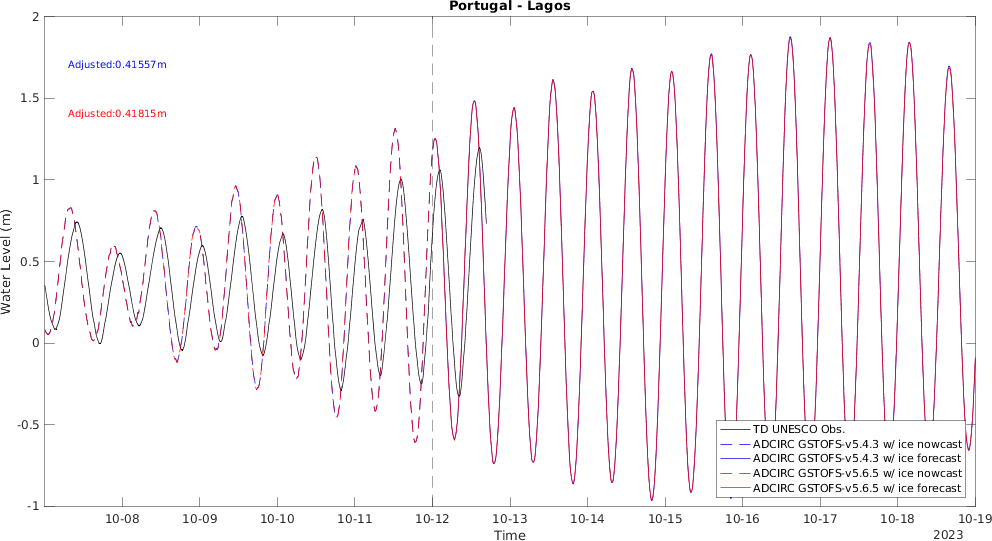 Portugal - Lagos
2
1.5
1
0.5
0
-0.5
-1
Water Level (m)
Adjusted:0.41557m
Adjusted:0.41815m
TD UNESCO Obs.
ADCIRC GSTOFS-v5.4.3 w/ ice nowcast
ADCIRC GSTOFS-v5.4.3 w/ ice forecast
ADCIRC GSTOFS-v5.6.5 w/ ice nowcast
ADCIRC GSTOFS-v5.6.5 w/ ice forecast
10-08 10-09 10-10 10-11 10-12 10-13 10-14 10-15 10-16 10-17 10-18 10-19
Time
2023